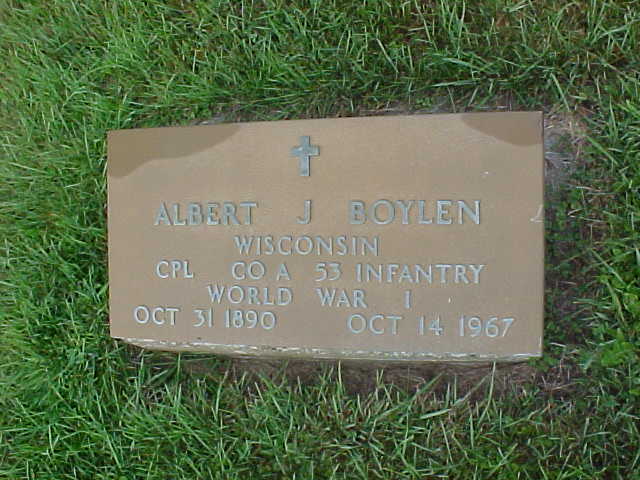 ALBERT J BOYLEN
WISCONSIN
CPL CO A 53 INFANTRY
WORLD WAR I
OCT 31 1890 OCT 14 1967